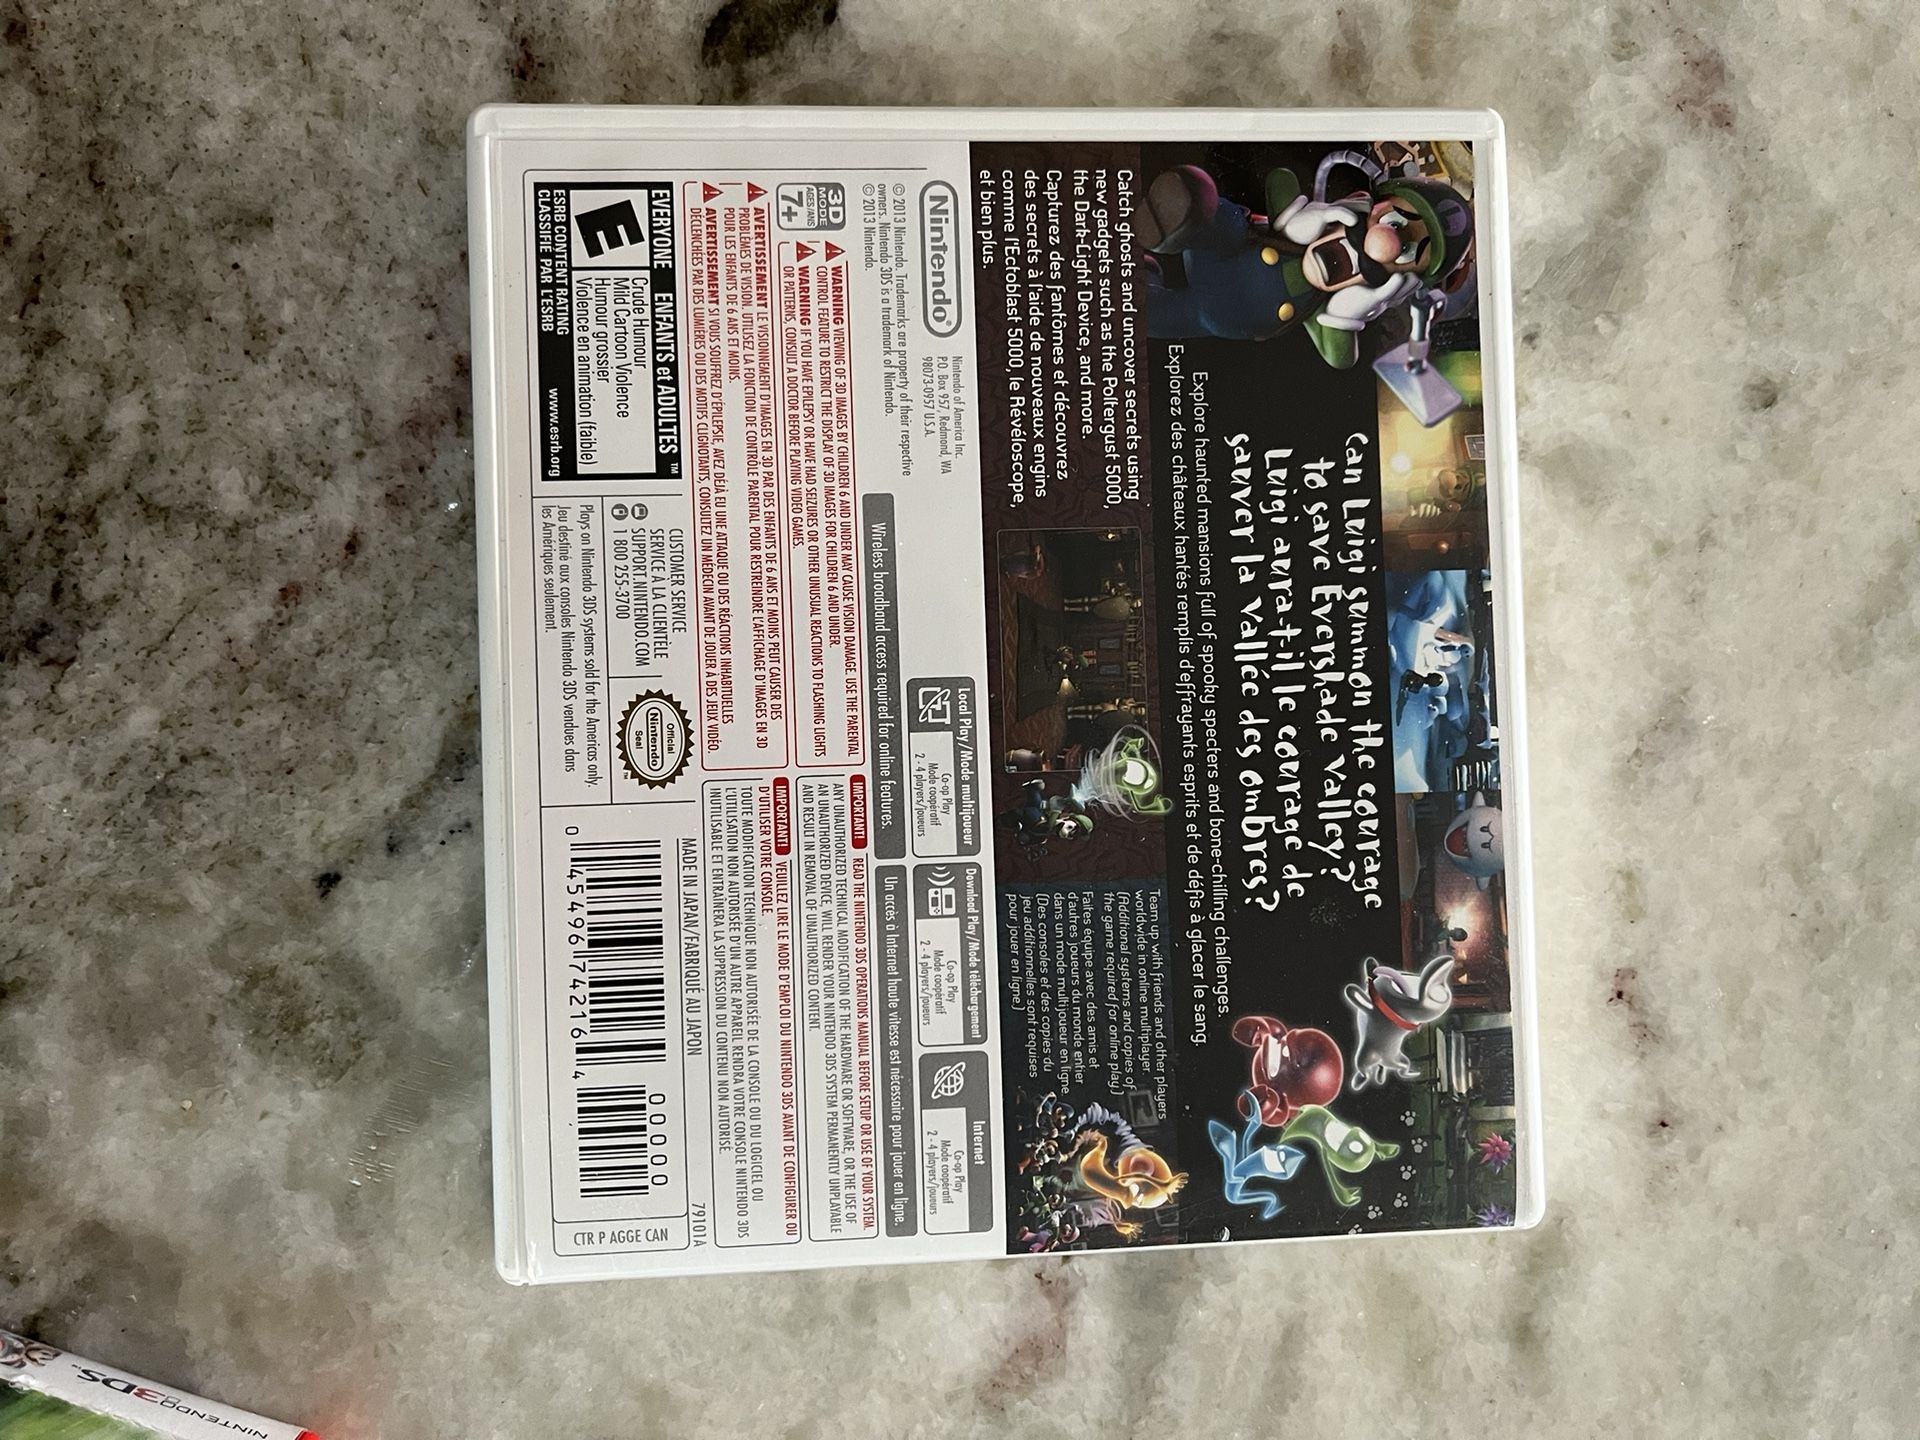 Can Luigi summon the courage
to save Evershade Valley?
Luigi aura-t-il le courage de
sauver la vallée des ombres?
Explore haunted mansions full of spooky specters and bone-chilling challenges.
Explorez des châteaux hantés remplis d'effrayants esprits et de défis à glacer le sang.
Catch ghosts and uncover secrets using
new gadgets such as the Poltergust 5000,
the Dark-Light Device, and more.
Capturez des fantômes et découvrez
des secrets à l'aide de nouveaux engins
comme l'Ectoblast 5000, le Révéloscope,
et bien plus.
Team up with friends and other players
worldwide in online multiplayer.
(Additional systems and copies of
the game required for online play.)
Faites équipe avec des amis et
d'autres joueurs du monde entier
dans un mode multijoueur en ligne.
(Des consoles et des copies du
jeu additionnelles sont requises
pour jouer en ligne.)
Nintendo®
Nintendo of America Inc.
P.O. Box 957, Redmond, WA
98073-0957 U.S.A.
© 2013 Nintendo. Trademarks are property of their respective
owners. Nintendo 3DS is a trademark of Nintendo.
© 2013 Nintendo.
Local Play/Mode multijoueur
Co-op Play
Mode coopératif
2 - 4 players/joueurs
Download Play/Mode téléchargement
Co-op Play
Mode coopératif
2 - 4 players/joueurs
Internet
Co-op Play
Mode coopératif
2 - 4 players/joueurs
Wireless broadband access required for online features.
Un accès à Internet haute vitesse est nécessaire pour jouer en ligne.
3D
MODE
AGES/ANS
7+
WARNING VIEWING OF 3D IMAGES BY CHILDREN 6 AND UNDER MAY CAUSE VISION DAMAGE. USE THE PARENTAL
CONTROL FEATURE TO RESTRICT THE DISPLAY OF 3D IMAGES FOR CHILDREN 6 AND UNDER.
WARNING IF YOU HAVE EPILEPSY OR HAVE HAD SEIZURES OR OTHER UNUSUAL REACTIONS TO FLASHING LIGHTS
OR PATTERNS, CONSULT A DOCTOR BEFORE PLAYING VIDEO GAMES.
AVERTISSEMENT LE VISIONNEMENT D'IMAGES EN 3D PAR DES ENFANTS DE 6 ANS ET MOINS PEUT CAUSER DES
PROBLÈMES DE VISION. UTILISEZ LA FONCTION DE CONTRÔLE PARENTAL POUR RESTREINDRE L'AFFICHAGE D'IMAGES EN 3D
POUR LES ENFANTS DE 6 ANS ET MOINS.
AVERTISSEMENT SI VOUS SOUFFREZ D'ÉPILEPSIE, AVEZ DÉJÀ EU UNE ATTAQUE OU DES RÉACTIONS INHABITUELLES
DÉCLENCHÉES PAR DES LUMIÈRES OU DES MOTIFS CLIGNOTANTS, CONSULTEZ UN MÉDECIN AVANT DE JOUER À DES JEUX VIDÉO.
IMPORTANT! READ THE NINTENDO 3DS OPERATIONS MANUAL BEFORE SETUP OR USE OF YOUR SYSTEM.
ANY UNAUTHORIZED TECHNICAL MODIFICATION OF THE HARDWARE OR SOFTWARE, OR THE USE OF
AN UNAUTHORIZED DEVICE, WILL RENDER YOUR NINTENDO 3DS SYSTEM PERMANENTLY UNPLAYABLE
AND RESULT IN REMOVAL OF UNAUTHORIZED CONTENT.
IMPORTANT! VEUILLEZ LIRE LE MODE D'EMPLOI DU NINTENDO 3DS AVANT DE CONFIGURER OU
D'UTILISER VOTRE CONSOLE.
TOUTE MODIFICATION TECHNIQUE NON AUTORISÉE DE LA CONSOLE OU DU LOGICIEL OU
L'UTILISATION NON AUTORISÉE D'UN AUTRE APPAREIL RENDRA VOTRE CONSOLE NINTENDO 3DS
INUTILISABLE ET ENTRAÎNERA LA SUPPRESSION DU CONTENU NON AUTORISÉ.
EVERYONE ENFANTS et ADULTES ™
E
Crude Humour
Mild Cartoon Violence
Humour grossier
Violence en animation (faible)
ESRB CONTENT RATING www.esrb.org
CLASSIFIÉ PAR L'ESRB
CUSTOMER SERVICE
SERVICE À LA CLIENTÈLE
SUPPORT.NINTENDO.COM
1 800 255-3700
Official
Nintendo
Seal
™
Plays on Nintendo 3DS systems sold for the Americas only.
Jeu destiné aux consoles Nintendo 3DS vendues dans
les Amériques seulement.
MADE IN JAPAN/FABRIQUÉ AU JAPON
79101A
0 45496 74216 4
00000
CTR P AGGE CAN
NINTENDO3DS™